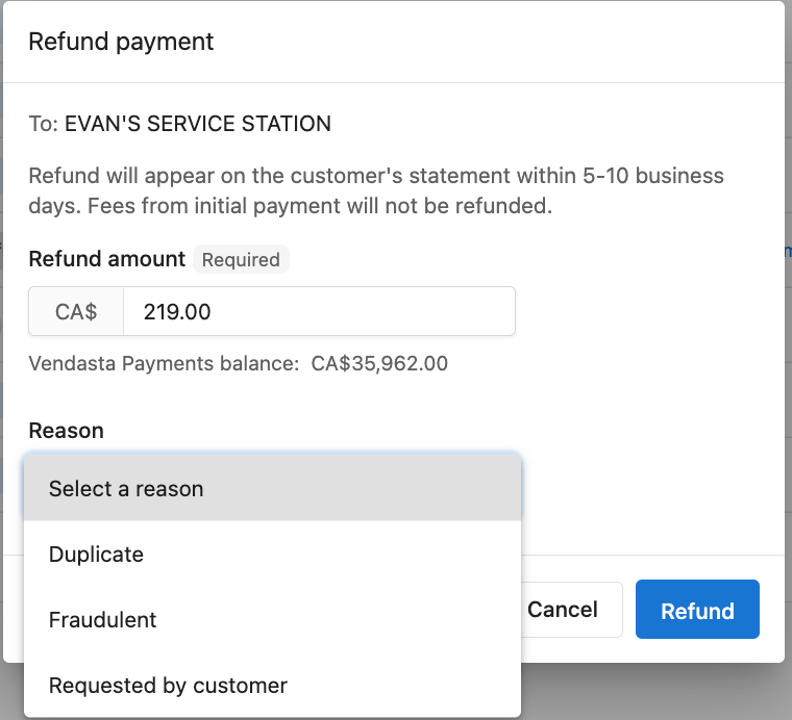 Refund payment
To: EVAN'S SERVICE STATION
Refund will appear on the customer's statement within 5-10 business
days. Fees from initial payment will not be refunded.
Refund amount Required
CA$ 219.00
Vendasta Payments balance: CA$35,962.00
Reason
Select a reason
Duplicate
Fraudulent
Requested by customer
Cancel Refund